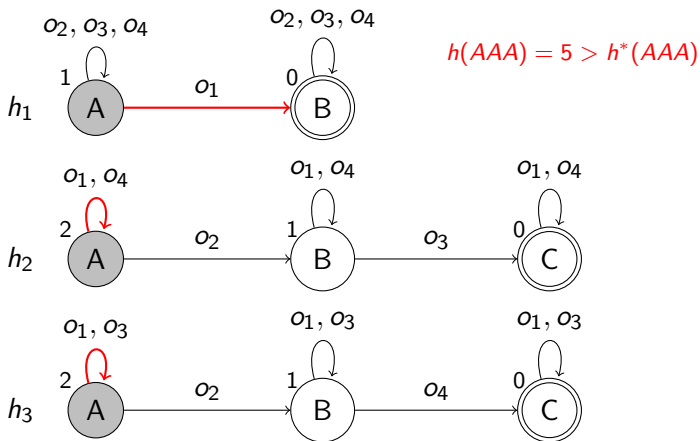 o₂, o₃, o₄ o₂, o₃, o₄
h(AAA) = 5 > h*(AAA)
1 0
h₁ A o₁ B
o₁, o₄ o₁, o₄ o₁, o₄
2 1 0
h₂ A o₂ B o₃ C
o₁, o₃ o₁, o₃ o₁, o₃
2 1 0
h₃ A o₂ B o₄ C